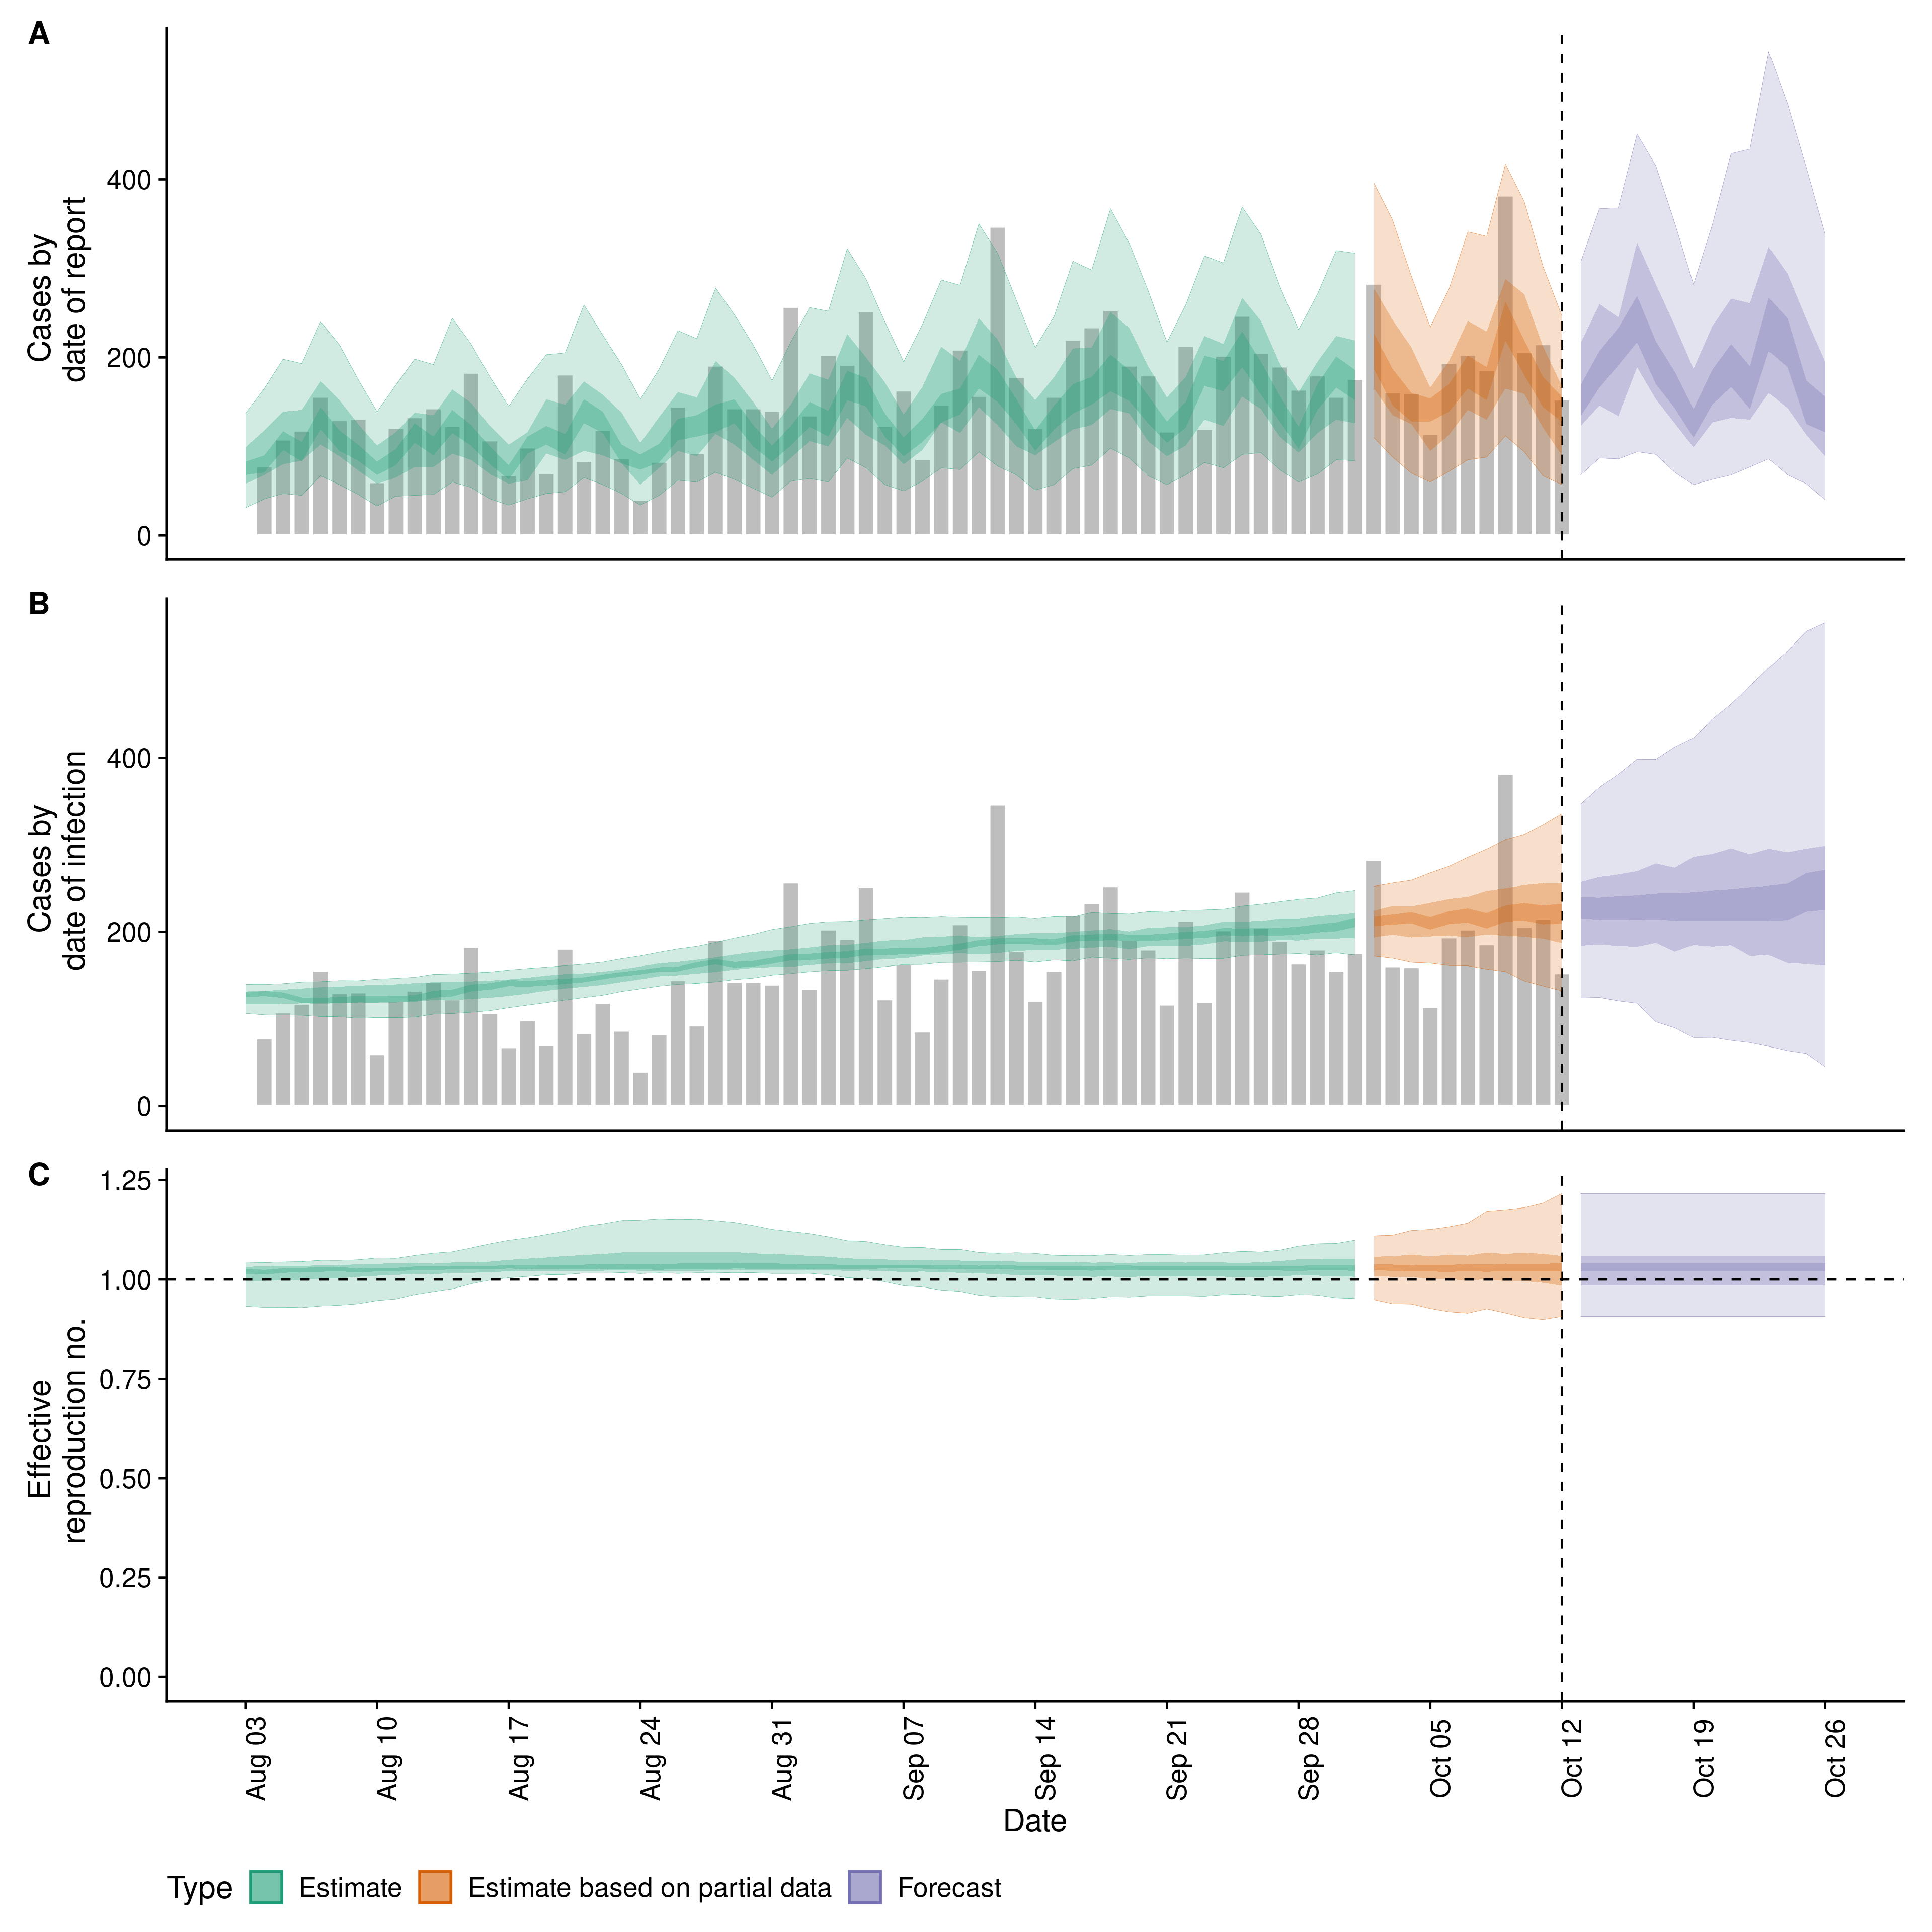 A
Cases by
date of report
400
200
0
B
Cases by
date of infection
400
200
0
C
Effective
reproduction no.
1.25
1.00
0.75
0.50
0.25
0.00
Aug 03
Aug 10
Aug 17
Aug 24
Aug 31
Sep 07
Sep 14
Sep 21
Sep 28
Oct 05
Oct 12
Oct 19
Oct 26
Date
Type Estimate Estimate based on partial data Forecast